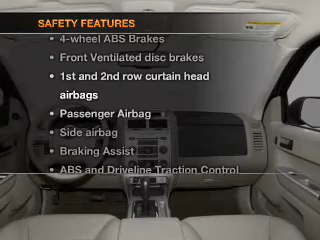 SAFETY FEATURES
• 4-wheel ABS Brakes
• Front Ventilated disc brakes
• 1st and 2nd row curtain head
airbags
• Passenger Airbag
• Side airbag
• Braking Assist
• ABS and Driveline Traction Control